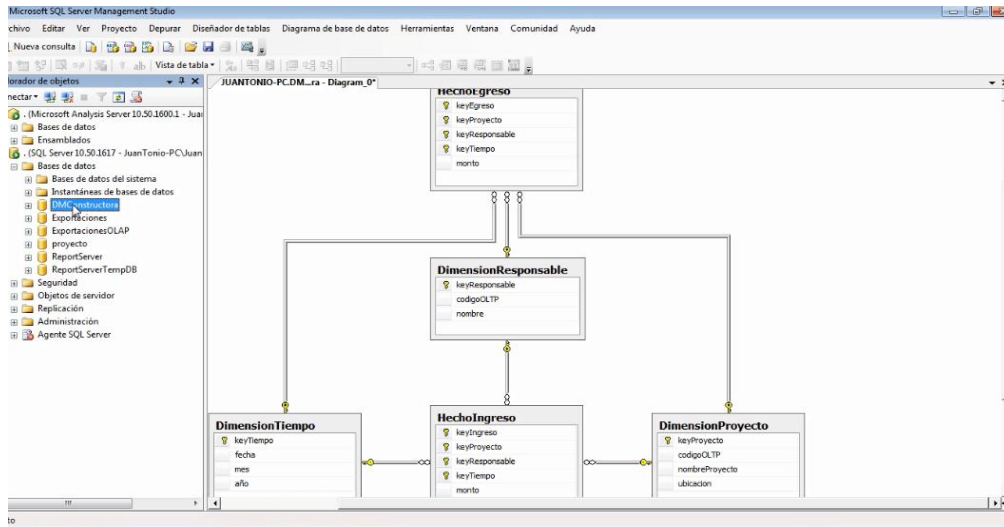 Microsoft SQL Server Management Studio
rchivo Editar Ver Proyecto Depurar Diseñador de tablas Diagrama de base de datos Herramientas Ventana Comunidad Ayuda
Nueva consulta
ab Vista de tabla
lorador de objetos
nectar
. (Microsoft Analysis Server 10.50.1600.1 - Juai
Bases de datos
Ensamblados
. (SQL Server 10.50.1617 - JuanTonio-PC\Juan
Bases de datos
Bases de datos del sistema
Instantáneas de bases de datos
DMConstructora
Exportaciones
ExportacionesOLAP
proyecto
ReportServer
ReportServerTempDB
Seguridad
Objetos de servidor
Replicación
Administración
Agente SQL Server
JUANTONIO-PC.DM...ra - Diagram_0*
HechoEgreso
keyEgreso
keyProyecto
keyResponsable
keyTiempo
monto
DimensionResponsable
keyResponsable
codigoOLTP
nombre
DimensionTiempo
keyTiempo
fecha
mes
año
HechoIngreso
keyIngreso
keyProyecto
keyResponsable
keyTiempo
monto
DimensionProyecto
keyProyecto
codigoOLTP
nombreProyecto
ubicacion
to